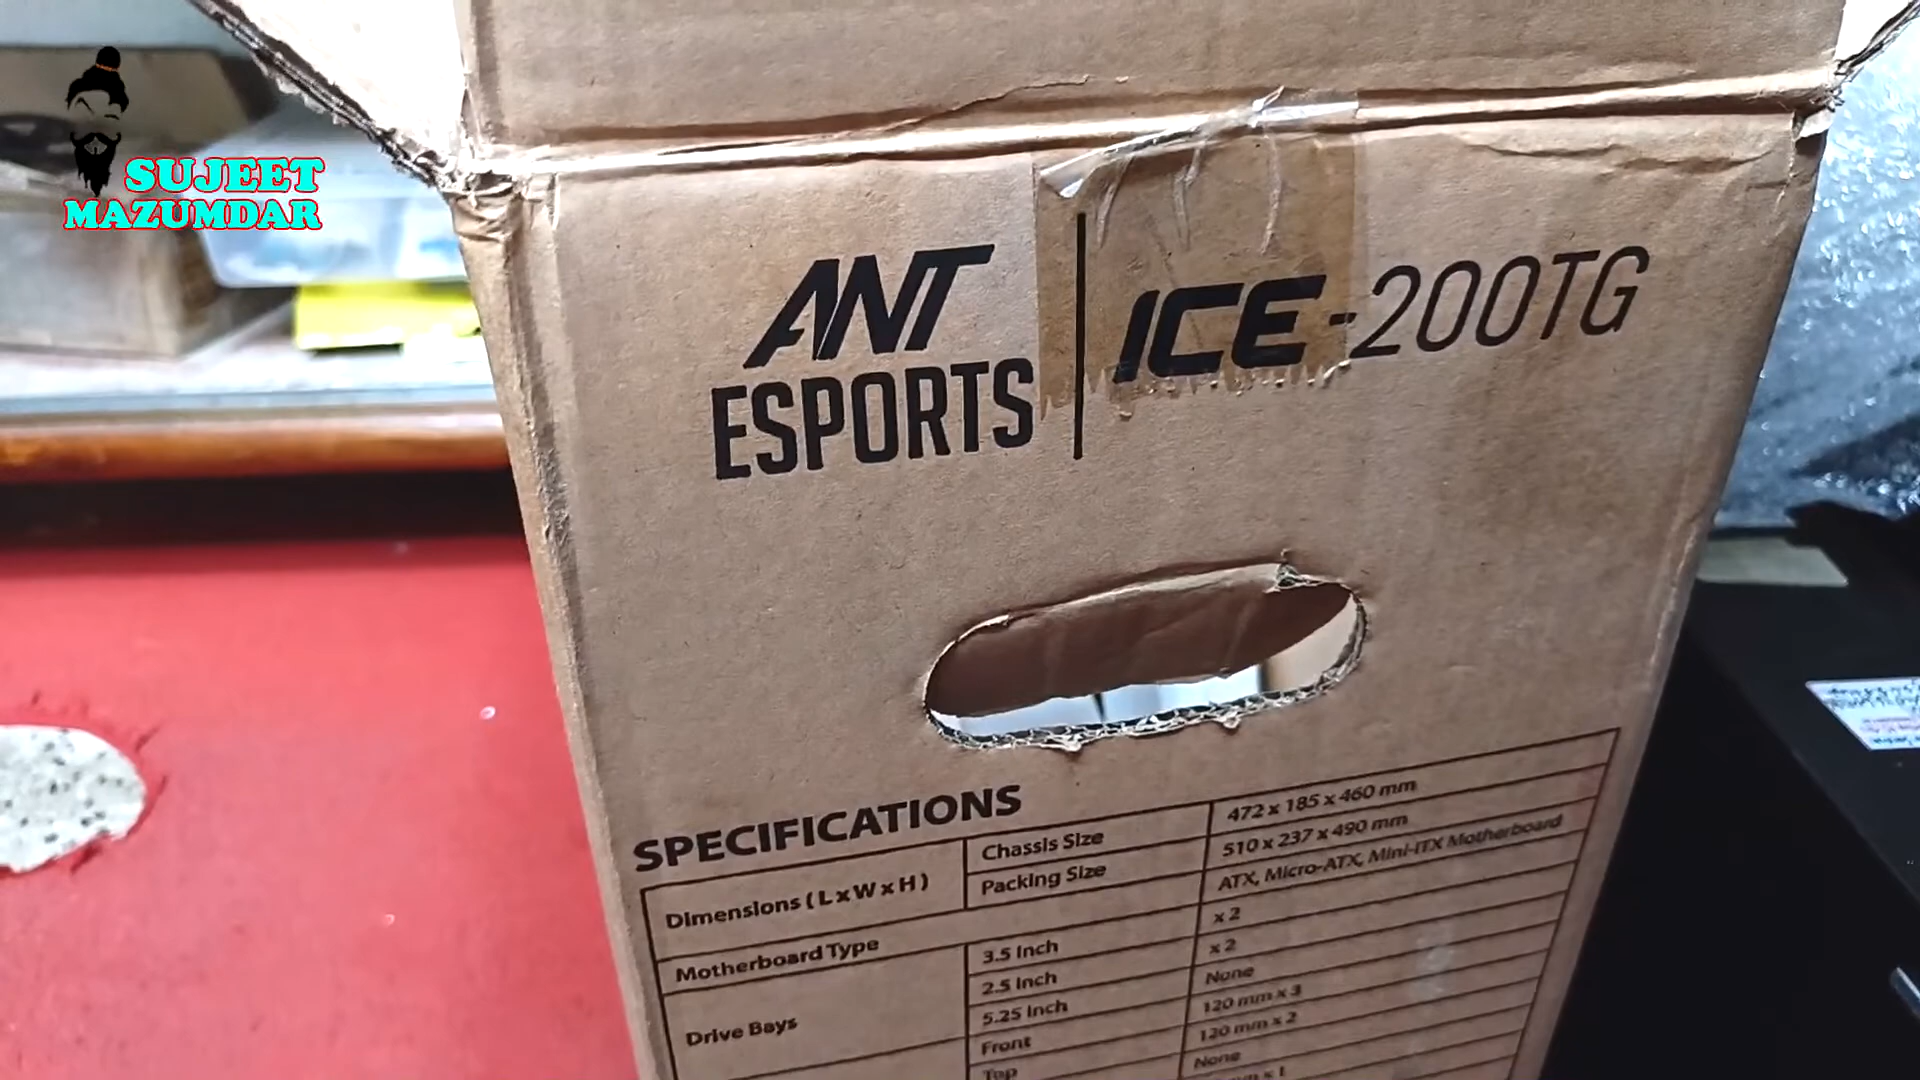 SUJEET
MAZUMDAR
ANT
ESPORTS
ICE-200TG
SPECIFICATIONS
Dimensions ( L x W x H )
Chassis Size
472 x 185 x 460 mm
Packing Size
510 x 237 x 490 mm
Motherboard Type
ATX, Micro-ATX, Mini-ITX Motherboard
Drive Bays
3.5 Inch
x 2
2.5 Inch
x 2
5.25 Inch
None
Front
120 mm x 3
Top
120 mm x 2
None